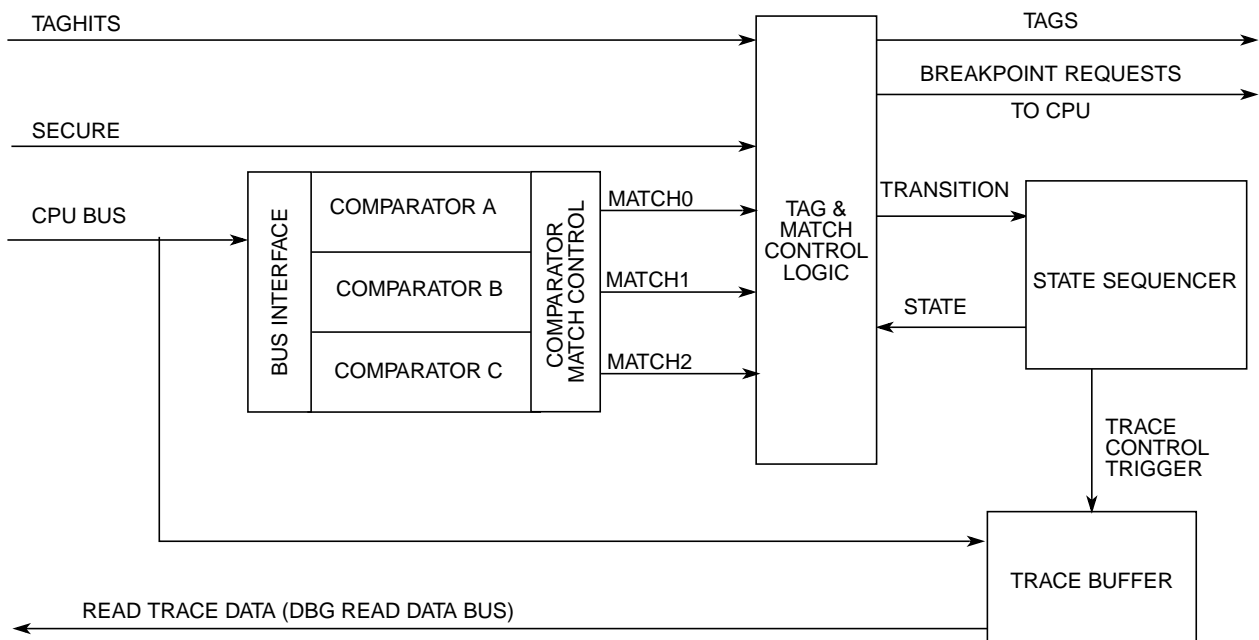 TAGHITS
TAGS
BREAKPOINT REQUESTS
TO CPU
SECURE
CPU BUS
BUS INTERFACE
COMPARATOR A
COMPARATOR B
COMPARATOR C
COMPARATOR
MATCH CONTROL
MATCH0
MATCH1
MATCH2
TAG &
MATCH
CONTROL
LOGIC
TRANSITION
STATE
STATE SEQUENCER
TRACE
CONTROL
TRIGGER
TRACE BUFFER
READ TRACE DATA (DBG READ DATA BUS)